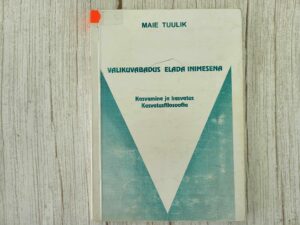 MAIE TUULIK
VALIKUVABADUS ELADA INIMESENA
Kasvamine ja kasvatus
Kasvatusfilosoofia